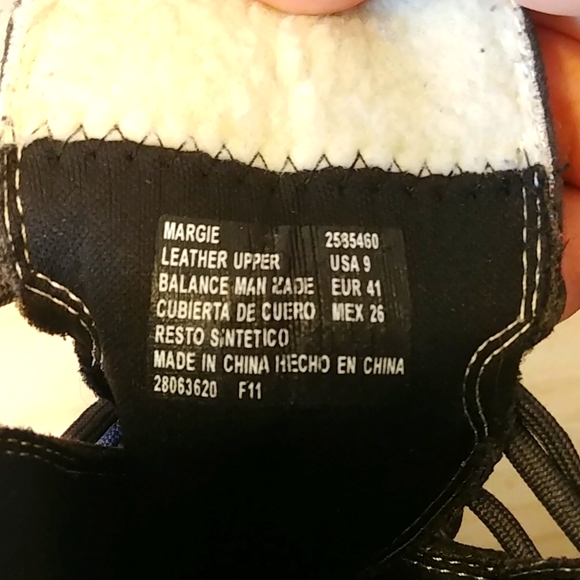 MARGIE 2585460
LEATHER UPPER USA 9
BALANCE MAN MADE EUR 41
CUBIERTA DE CUERO MEX 26
RESTO SINTETICO
MADE IN CHINA HECHO EN CHINA
28063620 F11